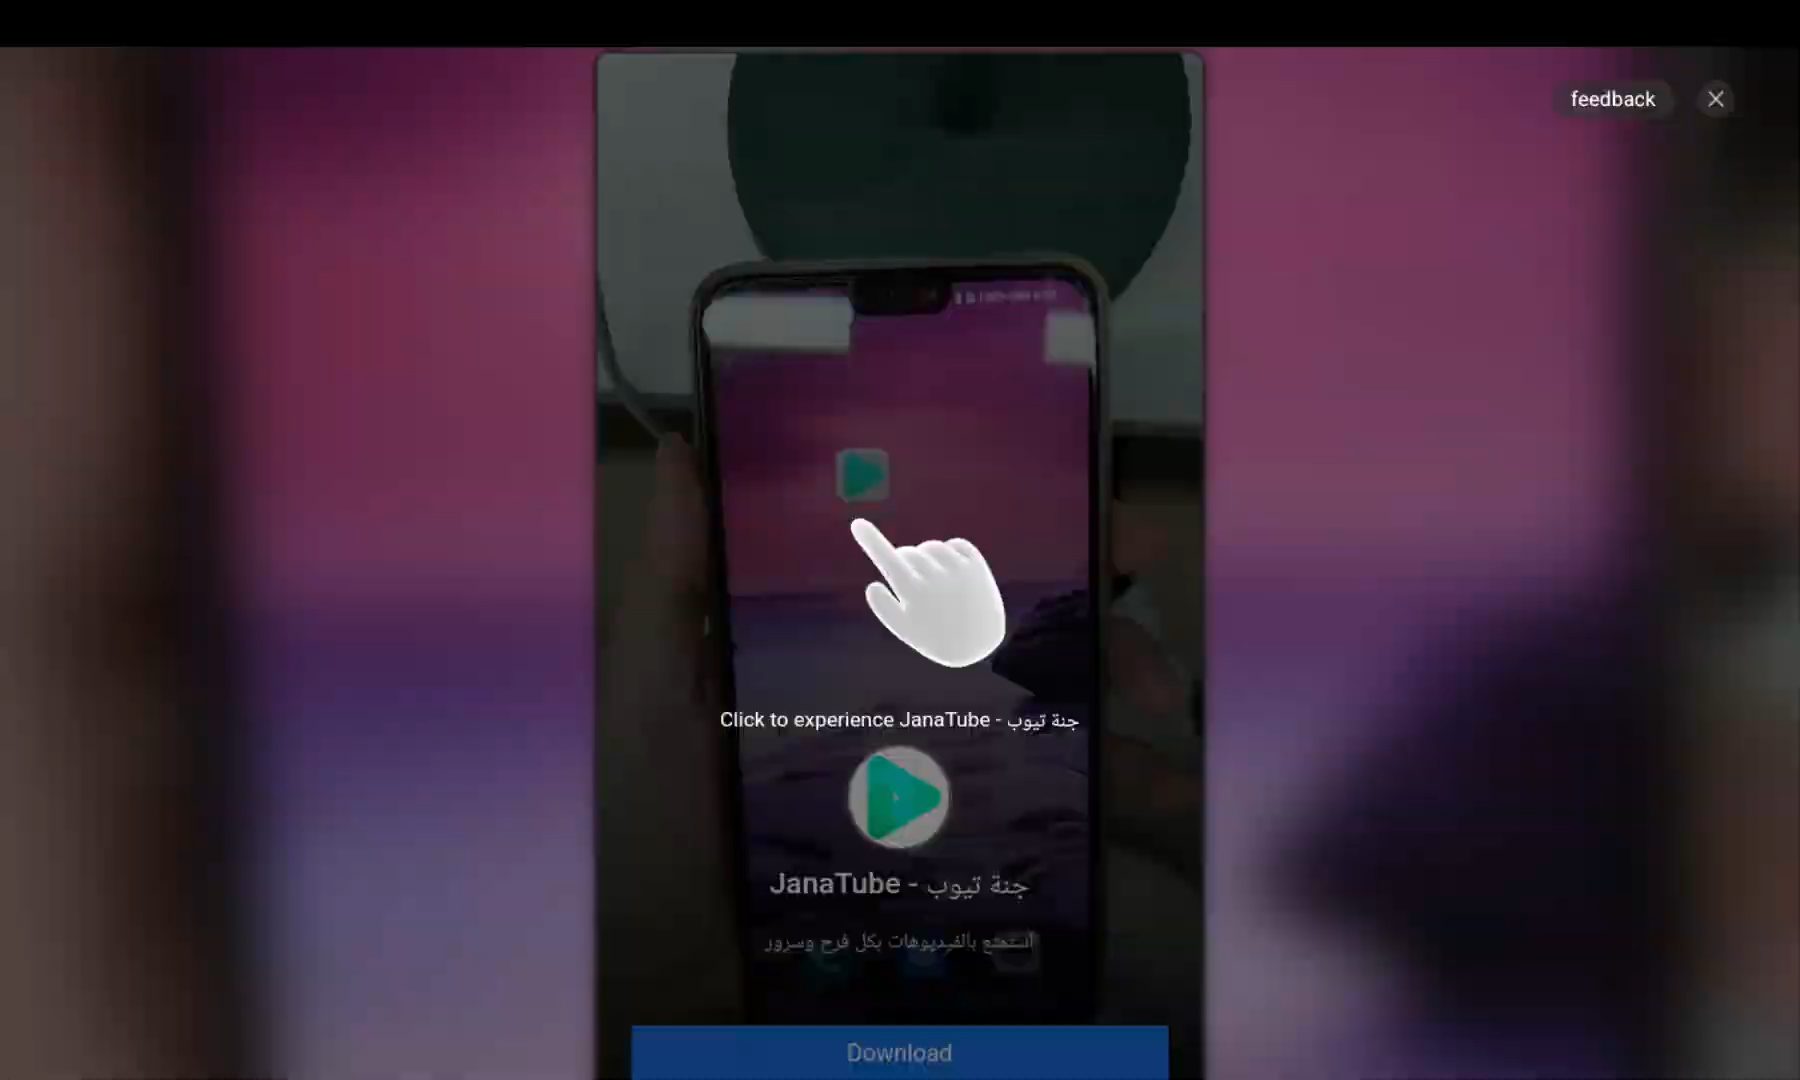 feedback
Click to experience JanaTube - جنة تيوب
JanaTube - جنة تيوب
استمتع بالفيديوهات بكل فرح وسرور
Download